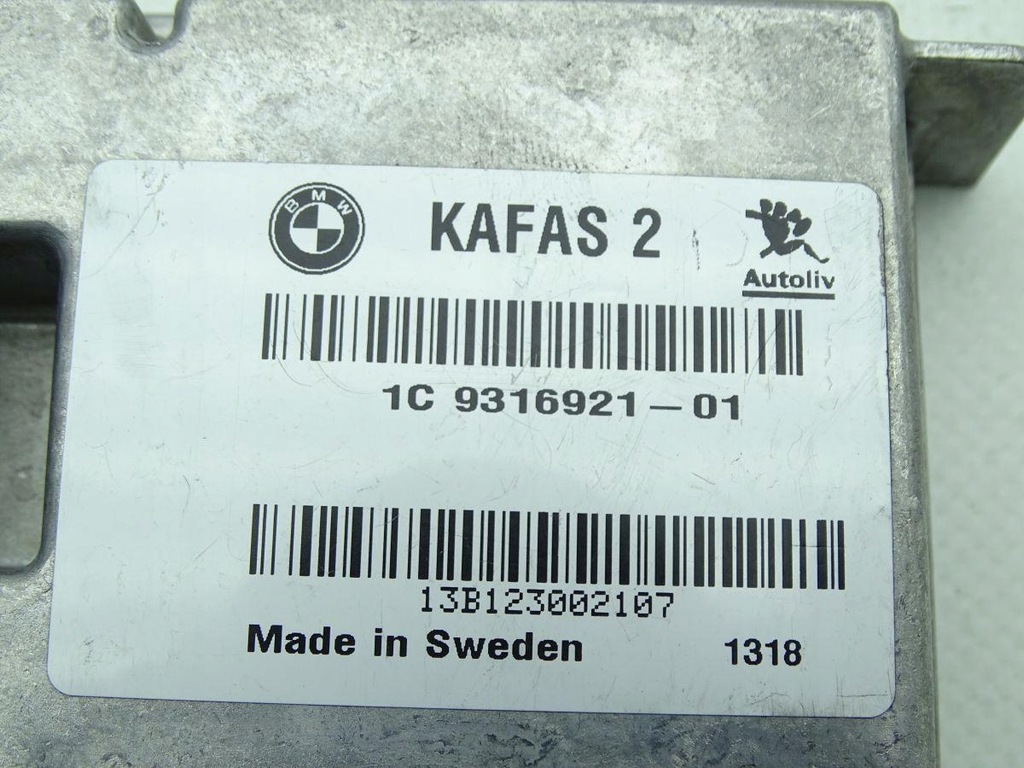 BMW KAFAS 2
Autoliv
1C 9316921-01
13B123002107
Made in Sweden 1318